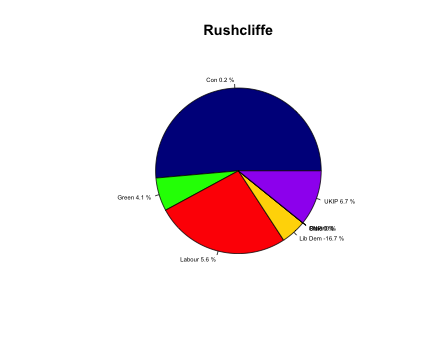 Rushcliffe
Con 0.2 %
Green 4.1 %
UKIP 6.7 %
Lib Dem -16.7 %
Labour 5.6 %